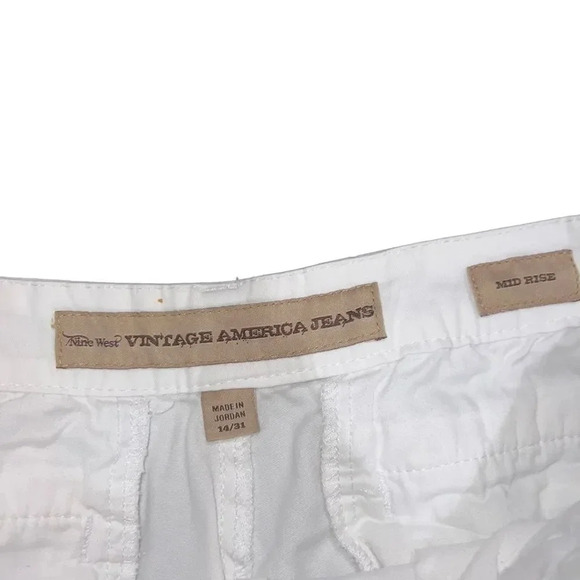 Nine West VINTAGE AMERICA JEANS
MID RISE
MADE IN
JORDAN
14/31